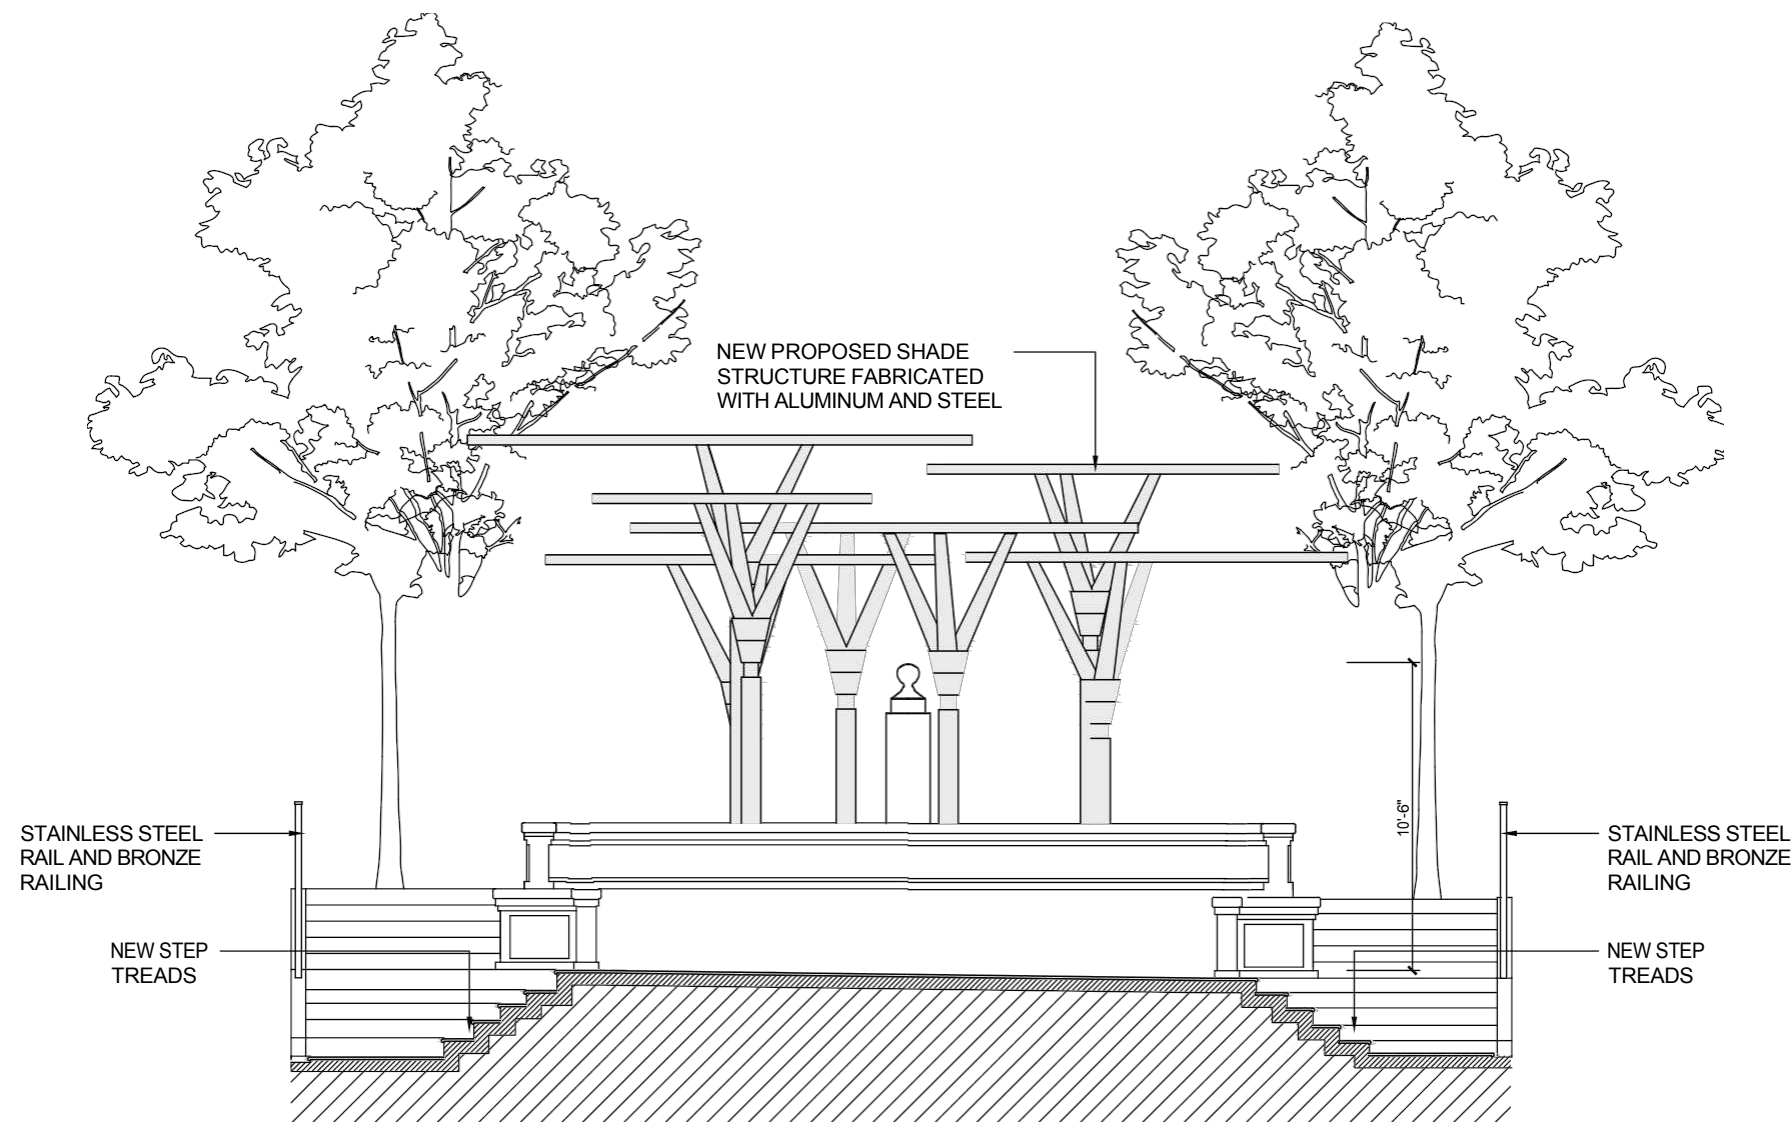 NEW PROPOSED SHADE
STRUCTURE FABRICATED
WITH ALUMINUM AND STEEL
10'-6"
STAINLESS STEEL
RAIL AND BRONZE
RAILING
NEW STEP
TREADS
STAINLESS STEEL
RAIL AND BRONZE
RAILING
NEW STEP
TREADS